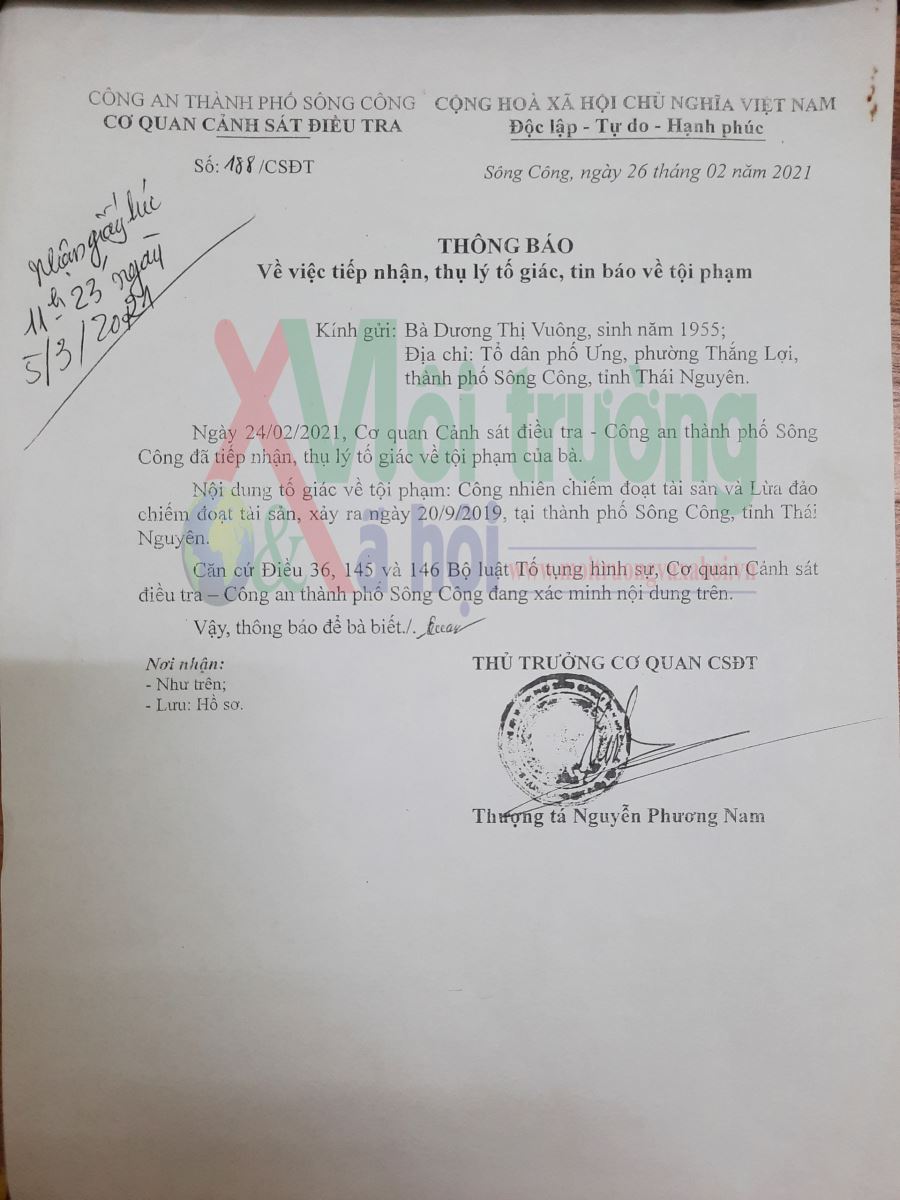 CÔNG AN THÀNH PHỐ SÔNG CÔNG
CƠ QUAN CẢNH SÁT ĐIỀU TRA
Số: 188/CSĐT
CỘNG HOÀ XÃ HỘI CHỦ NGHĨA VIỆT NAM
Độc lập - Tự do - Hạnh phúc
Sông Công, ngày 26 tháng 02 năm 2021
Nhận giấy lúc
11h 23, ngày
5/3/2021
THÔNG BÁO
Về việc tiếp nhận, thụ lý tố giác, tin báo về tội phạm
Kính gửi: Bà Dương Thị Vuông, sinh năm 1955;
Địa chỉ: Tổ dân phố Ưng, phường Thắng Lợi,
thành phố Sông Công, tỉnh Thái Nguyên.
Môi trường
& Xã hội
www.moitruongvaxahoi.vn
Ngày 24/02/2021, Cơ quan Cảnh sát điều tra - Công an thành phố Sông
Công đã tiếp nhận, thụ lý tố giác về tội phạm của bà.
Nội dung tố giác về tội phạm: Công nhiên chiếm đoạt tài sản và Lừa đảo
chiếm đoạt tài sản, xảy ra ngày 20/9/2019, tại thành phố Sông Công, tỉnh Thái
Nguyên.
Căn cứ Điều 36, 145 và 146 Bộ luật Tố tụng hình sự, Cơ quan Cảnh sát
điều tra – Công an thành phố Sông Công đang xác minh nội dung trên.
Vậy, thông báo để bà biết./.
Nơi nhận:
- Như trên;
- Lưu: Hồ sơ.
THỦ TRƯỞNG CƠ QUAN CSĐT
Thượng tá Nguyễn Phương Nam